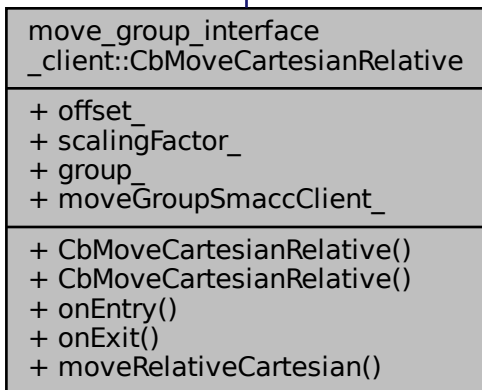 move_group_interface
_client::CbMoveCartesianRelative
+ offset_
+ scalingFactor_
+ group_
+ moveGroupSmaccClient_
+ CbMoveCartesianRelative()
+ CbMoveCartesianRelative()
+ onEntry()
+ onExit()
+ moveRelativeCartesian()